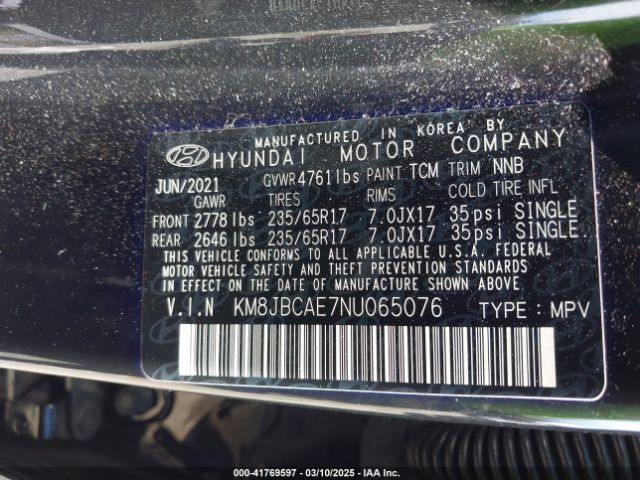 MANUFACTURED IN KOREA BY
HYUNDAI MOTOR COMPANY
JUN/2021 GVWR 4761lbs PAINT TCM TRIM NNB
GAWR TIRES RIMS COLD TIRE INFL
FRONT 2778 lbs 235/65R17 7.0JX17 35psi SINGLE
REAR 2646 lbs 235/65R17 7.0JX17 35psi SINGLE
THIS VEHICLE CONFORMS TO ALL APPLICABLE U.S.A. FEDERAL
MOTOR VEHICLE SAFETY AND THEFT PREVENTION STANDARDS
IN EFFECT ON THE DATE OF MANUFACTURE SHOWN ABOVE.
V.I.N KM8JBCAE7NU065076 TYPE : MPV
000-41769597 - 03/10/2025 - IAA Inc.